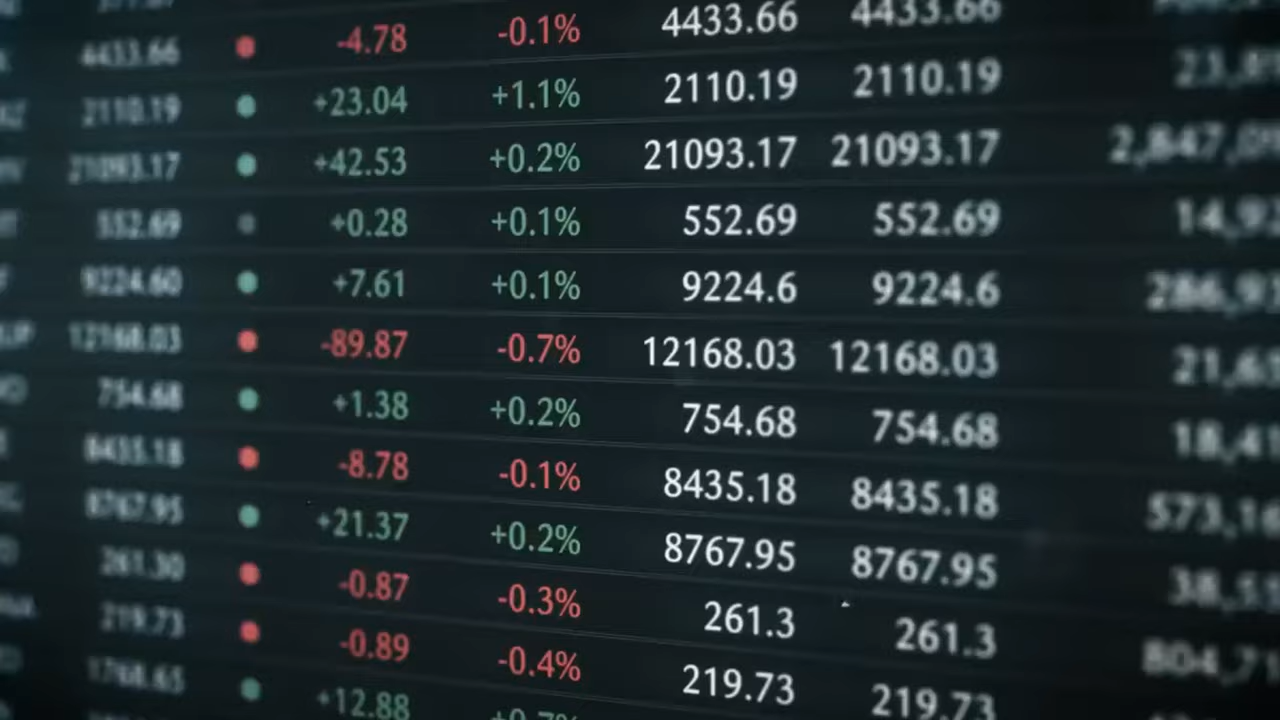 4433.66 -4.78 -0.1% 4433.66 4433.66
2110.19 +23.04 +1.1% 2110.19 2110.19
21093.17 +42.53 +0.2% 21093.17 21093.17
552.69 +0.28 +0.1% 552.69 552.69
9224.60 +7.61 +0.1% 9224.6 9224.6
12168.03 -89.87 -0.7% 12168.03 12168.03
754.68 +1.38 +0.2% 754.68 754.68
8435.18 -8.78 -0.1% 8435.18 8435.18
8767.95 +21.37 +0.2% 8767.95 8767.95
261.30 -0.87 -0.3% 261.3 261.3
219.73 -0.89 -0.4% 219.73 219.73
1768.65 +12.88 +0.7%